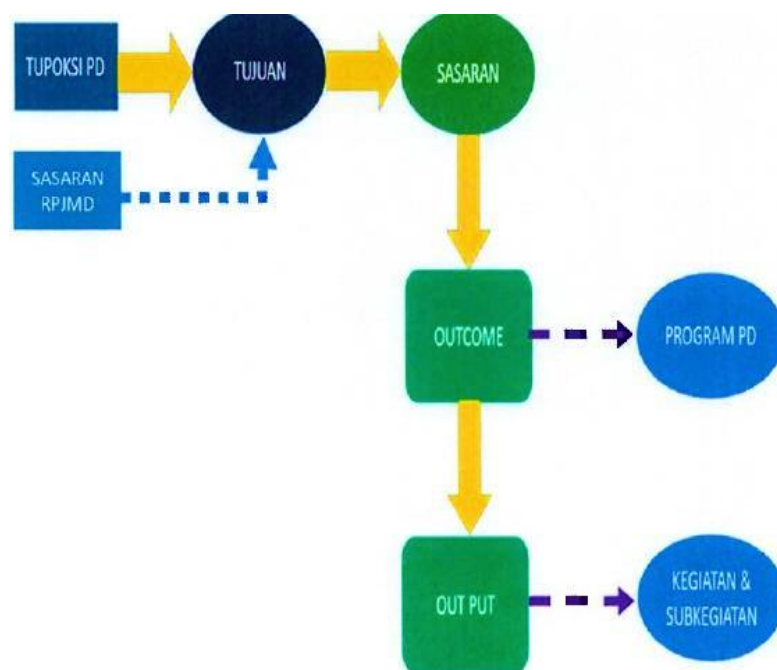 TUPOKSI PD
TUJUAN
SASARAN
SASARAN
RPJMD
OUTCOME
PROGRAM PD
OUT PUT
KEGIATAN &
SUBKEGIATAN